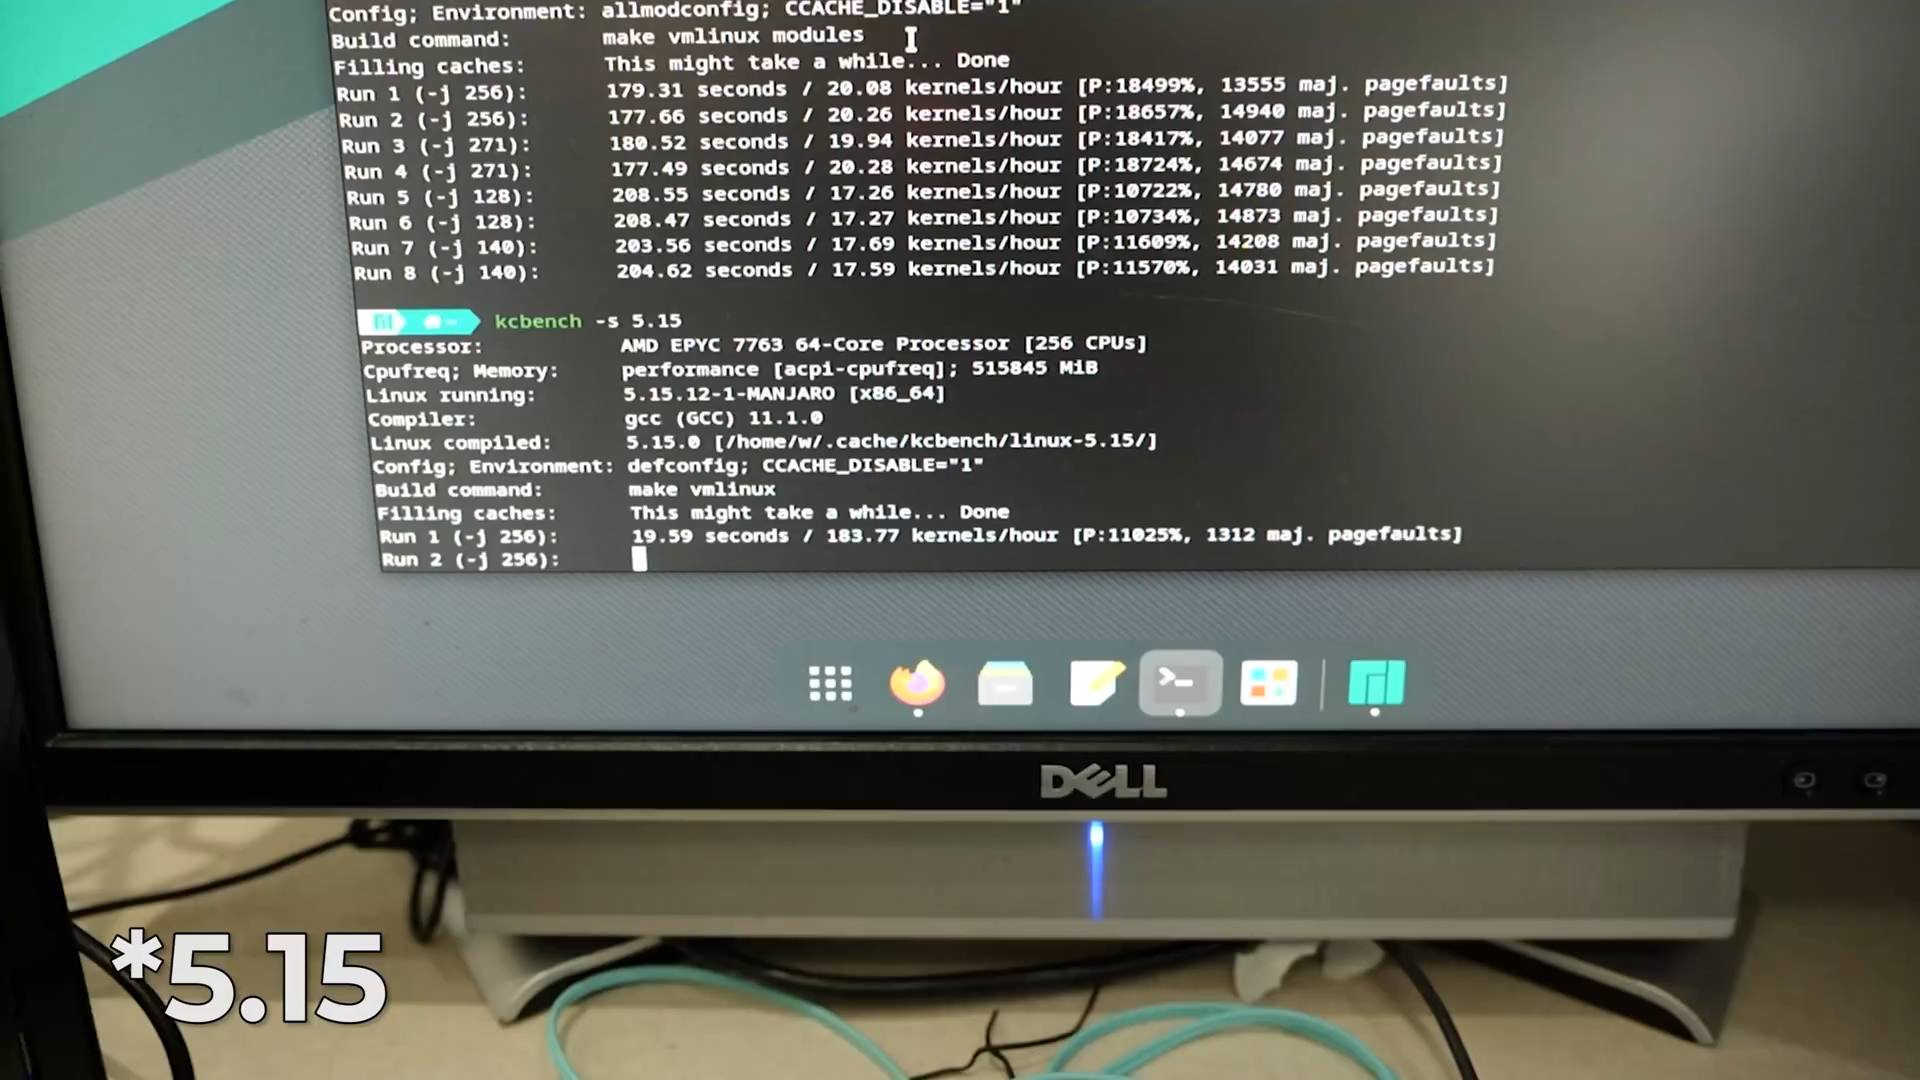 Config; Environment: allmodconfig; CCACHE_DISABLE="1"
Build command: make vmlinux modules
Filling caches: This might take a while... Done
Run 1 (-j 256): 179.31 seconds / 20.08 kernels/hour [P:18499%, 13555 maj. pagefaults]
Run 2 (-j 256): 177.66 seconds / 20.26 kernels/hour [P:18657%, 14940 maj. pagefaults]
Run 3 (-j 271): 180.52 seconds / 19.94 kernels/hour [P:18417%, 14077 maj. pagefaults]
Run 4 (-j 271): 177.49 seconds / 20.28 kernels/hour [P:18724%, 14674 maj. pagefaults]
Run 5 (-j 128): 208.55 seconds / 17.26 kernels/hour [P:10722%, 14780 maj. pagefaults]
Run 6 (-j 128): 208.47 seconds / 17.27 kernels/hour [P:10734%, 14873 maj. pagefaults]
Run 7 (-j 140): 203.56 seconds / 17.69 kernels/hour [P:11609%, 14208 maj. pagefaults]
Run 8 (-j 140): 204.62 seconds / 17.59 kernels/hour [P:11570%, 14031 maj. pagefaults]
~ kcbench -s 5.15
Processor: AMD EPYC 7763 64-Core Processor [256 CPUs]
Cpufreq; Memory: performance [acpi-cpufreq]; 515845 MiB
Linux running: 5.15.12-1-MANJARO [x86_64]
Compiler: gcc (GCC) 11.1.0
Linux compiled: 5.15.0 [/home/w/.cache/kcbench/linux-5.15/]
Config; Environment: defconfig; CCACHE_DISABLE="1"
Build command: make vmlinux
Filling caches: This might take a while... Done
Run 1 (-j 256): 19.59 seconds / 183.77 kernels/hour [P:11025%, 1312 maj. pagefaults]
Run 2 (-j 256):
DELL
*5.15